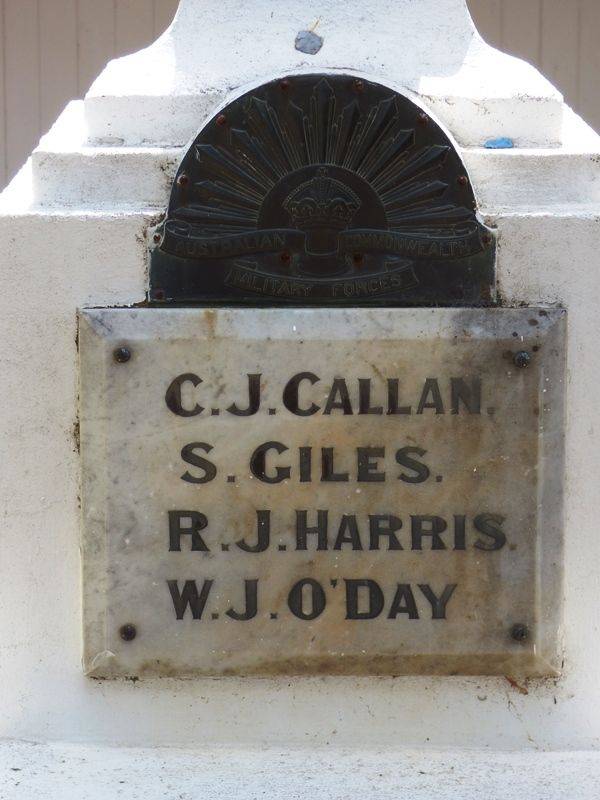 AUSTRALIAN COMMONWEALTH
MILITARY FORCES
C.J.CALLAN.
S.GILES.
R.J.HARRIS.
W.J.O'DAY